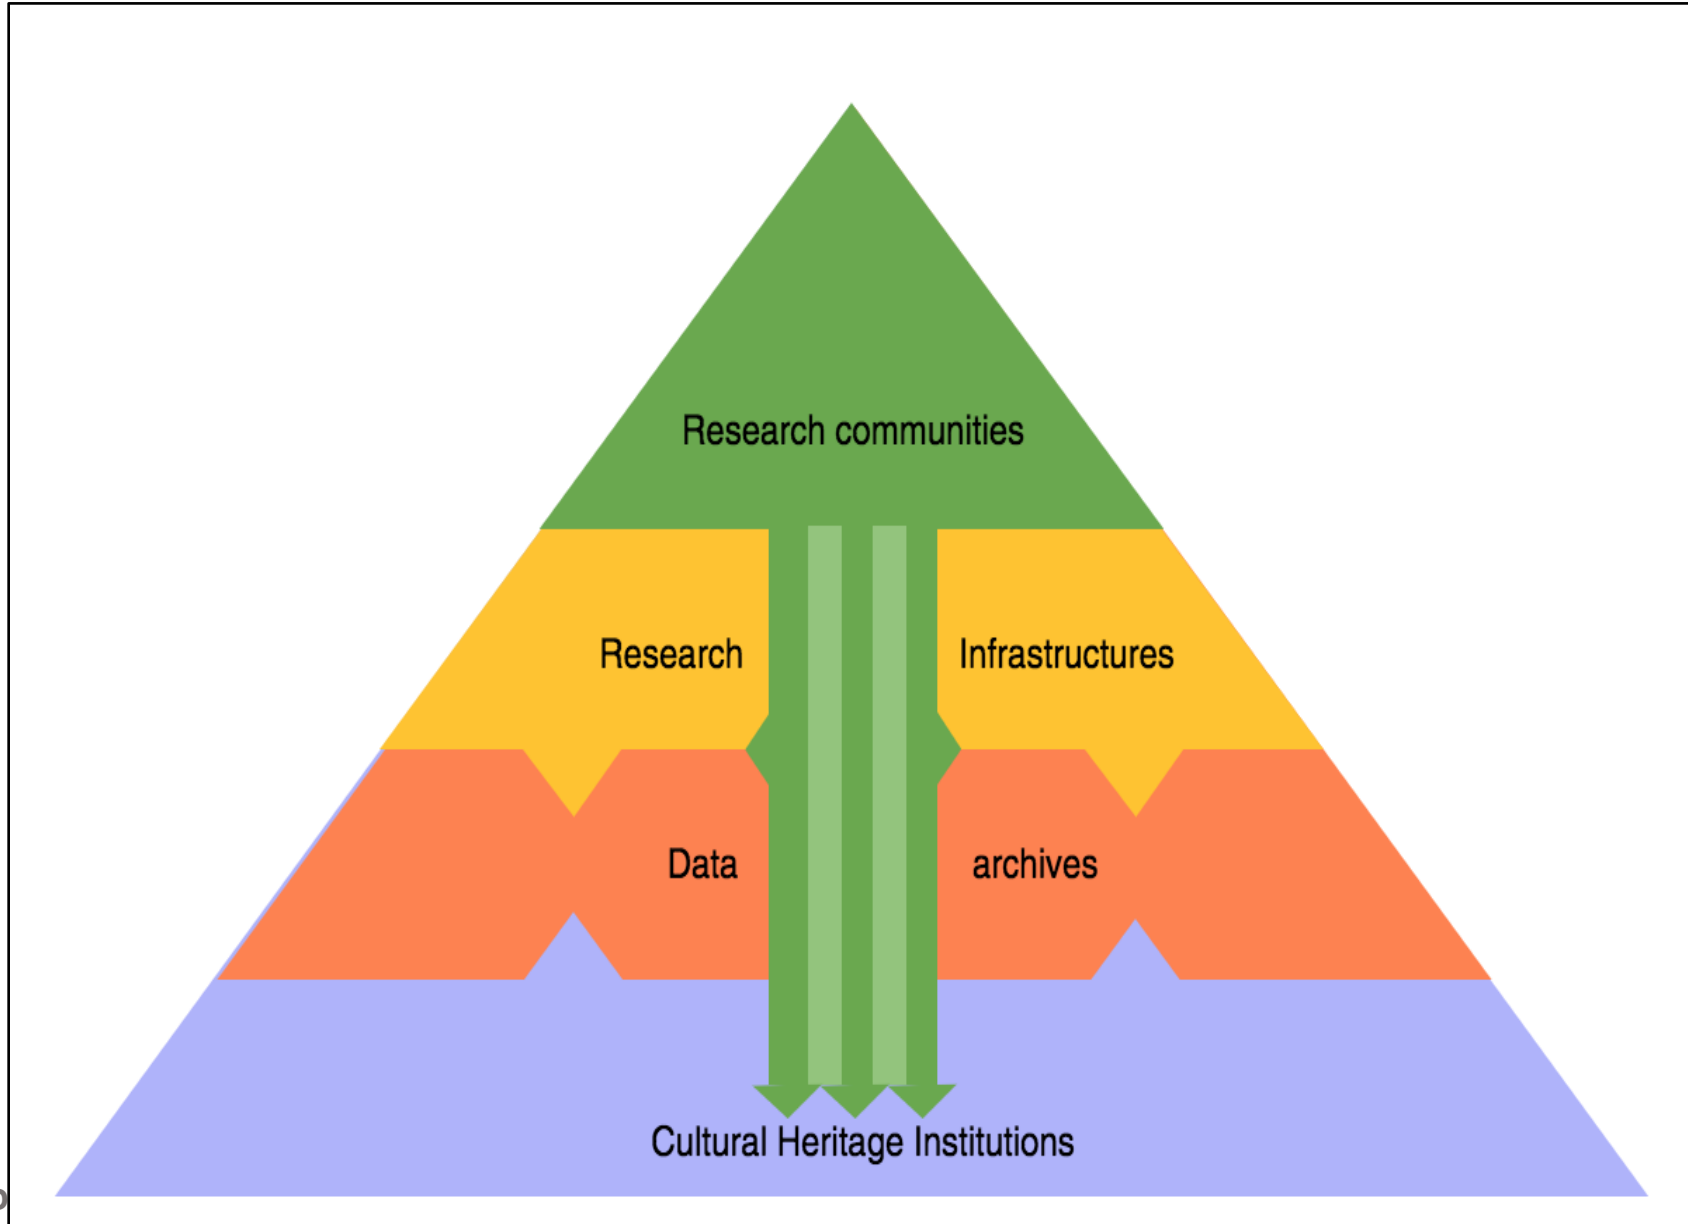 Research communities
Research Infrastructures
Data archives
Cultural Heritage Institutions